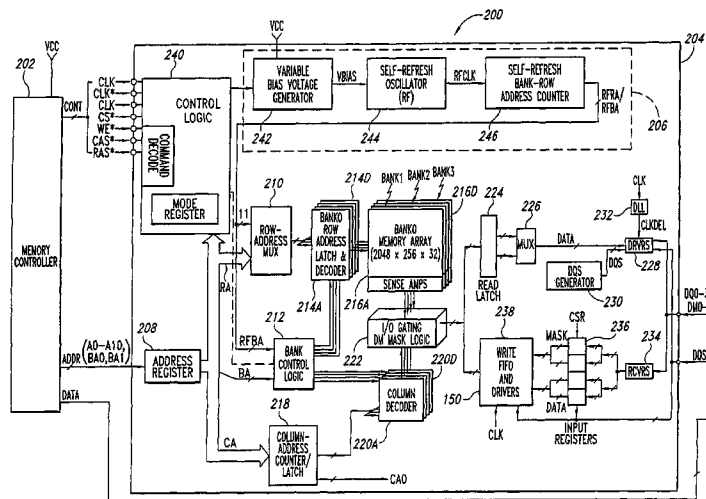 200
VCC
204
240
VCC
202
CLK
CLK*
CLK
CS*
WE*
CAS*
RAS*
CONT
CONTROL
LOGIC
COMMAND
DECODE
MODE
REGISTER
VARIABLE
BIAS VOLTAGE
GENERATOR
242
VBIAS
SELF-REFRESH
OSCILLATOR
(RF)
244
RFCLK
SELF-REFRESH
BANK-ROW
ADDRESS COUNTER
246
RFRA/
RFBA
206
BANK1
BANK2
BANK3
214D
216D
210
11
ROW-
ADDRESS
MUX
BANKO
ROW
ADDRESS
LATCH &
DECODER
214A
BANKO
MEMORY ARRAY
(2048 x 256 x 32)
SENSE AMPS
216A
224
226
MUX
READ
LATCH
DATA
CLK
232
DLL
CLKDEL
DRVRS
228
DQS
GENERATOR
230
DQS
DQ0-3
DM0-
DQS
MEMORY
CONTROLLER
RA
212
RFBA
BANK
CONTROL
LOGIC
BA
222
I/O GATING
DM MASK LOGIC
220D
COLUMN
DECODER
220A
238
WRITE
FIFO
AND
DRIVERS
150
CLK
CSR
MASK
236
DATA
INPUT
REGISTERS
234
RCVRS
ADDR
(A0-A10,
BA0,BA1)
208
ADDRESS
REGISTER
DATA
CA
218
COLUMN-
ADDRESS
COUNTER/
LATCH
CAO